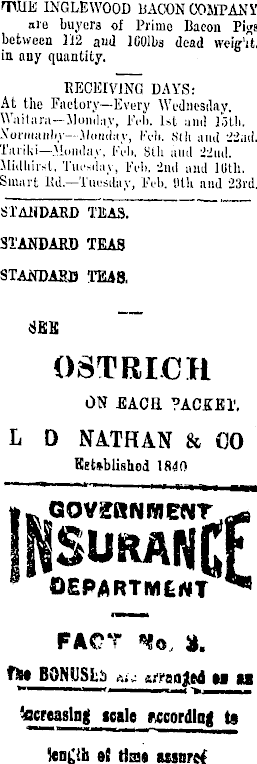 THE INGLEWOOD BACON COMPANY
are buyers of Prime Bacon Pigs
between 112 and 160lbs dead weight.
in any quantity.
RECEIVING DAYS:
At the Factory—Every Wednesday.
Waitara—Monday, Feb. 1st and 15th.
Normanby—Monday, Feb. 8th and 22nd.
Tariki—Monday, Feb. 8th and 22nd.
Midhirst, Tuesday, Feb. 2nd and 16th.
Smart Rd.—Tuesday, Feb. 9th and 23rd.
STANDARD TEAS.
STANDARD TEAS
STANDARD TEAS.
SEE
OSTRICH
ON EACH PACKET.
L D NATHAN & CO
Established 1840
GOVERNMENT
INSURANCE
DEPARTMENT
FACT No. 3.
The BONUSES are arranged on an
increasing scale according to
length of time assured